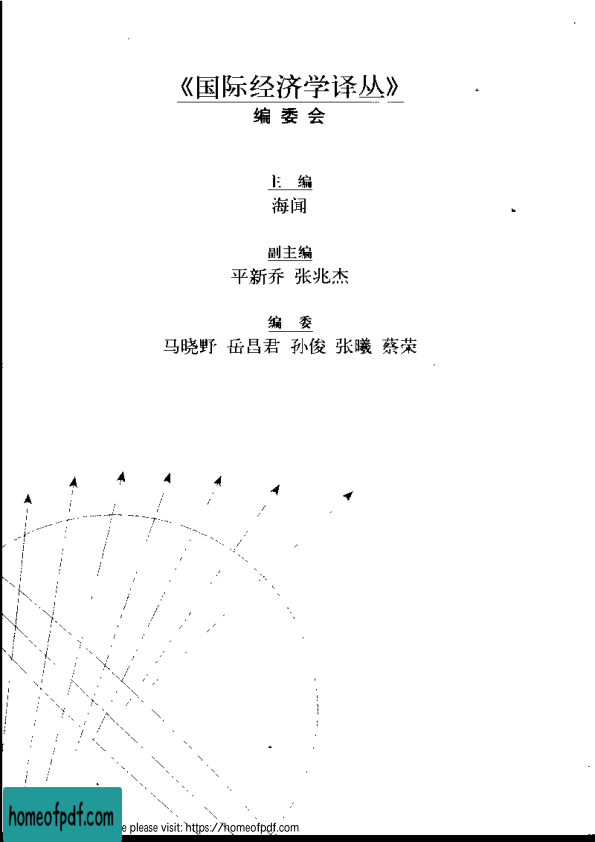 《国际经济学译丛》
编 委 会
主 编
海闻
副主编
平新乔 张兆杰
编 委
马晓野 岳昌君 孙俊 张曦 蔡荣
homeofpdf.com
e please visit: https://homeofpdf.com